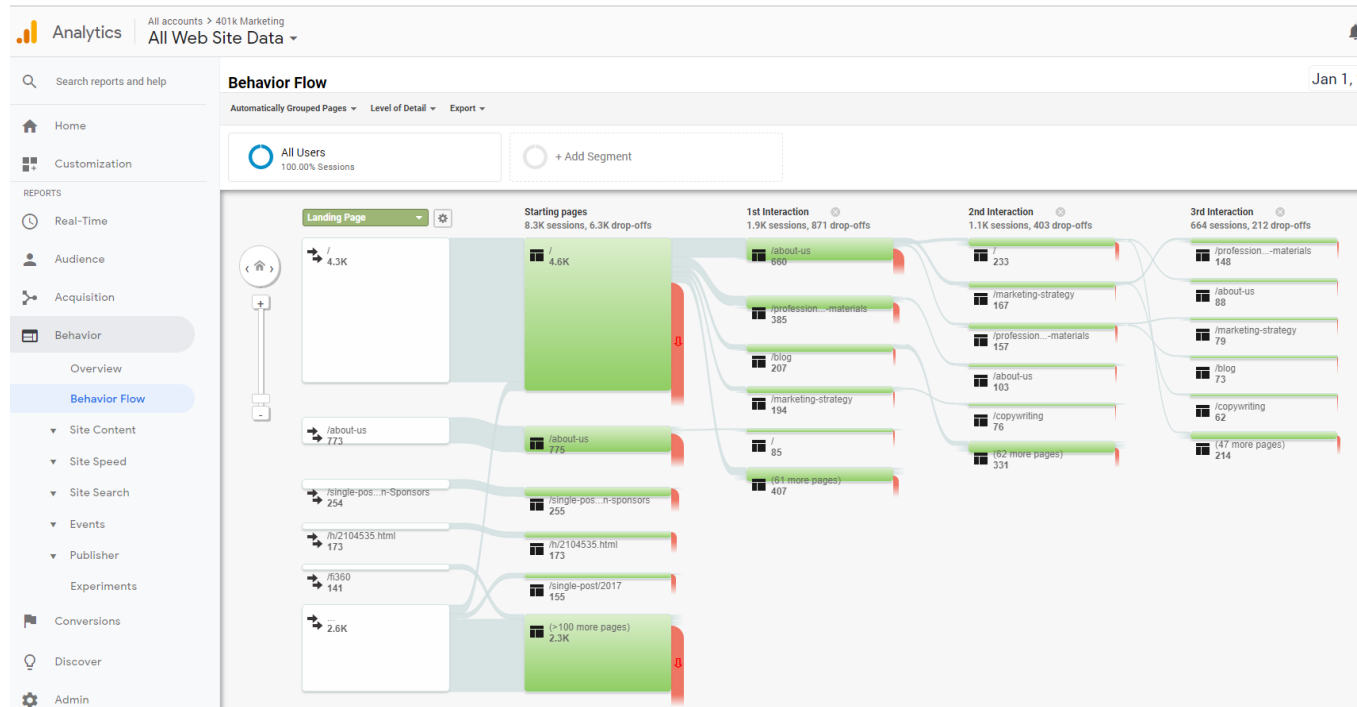 All accounts > 401k Marketing
Analytics
All Web Site Data
Search reports and help
Behavior Flow
Jan 1,
Automatically Grouped Pages
Level of Detail
Export
Home
All Users
100.00% Sessions
+ Add Segment
Customization
REPORTS
Real-Time
Audience
Acquisition
Behavior
Overview
Behavior Flow
Site Content
Site Speed
Site Search
Events
Publisher
Experiments
Conversions
Discover
Admin
Landing Page
/
4.3K
/about-us
773
/single-pos...n-Sponsors
254
/h/2104535.html
173
/fi360
141
...
2.6K
Starting pages
8.3K sessions, 6.3K drop-offs
/
4.6K
/about-us
775
/single-pos...n-sponsors
255
/h/2104535.html
173
/single-post/2017
155
(>100 more pages)
2.3K
1st Interaction
1.9K sessions, 871 drop-offs
/about-us
660
/profession...-materials
385
/blog
207
/marketing-strategy
194
/
85
(61 more pages)
407
2nd Interaction
1.1K sessions, 403 drop-offs
/
233
/marketing-strategy
167
/profession...-materials
157
/about-us
103
/copywriting
76
(62 more pages)
331
3rd Interaction
664 sessions, 212 drop-offs
/profession...-materials
148
/about-us
88
/marketing-strategy
79
/blog
73
/copywriting
62
(47 more pages)
214
+
-